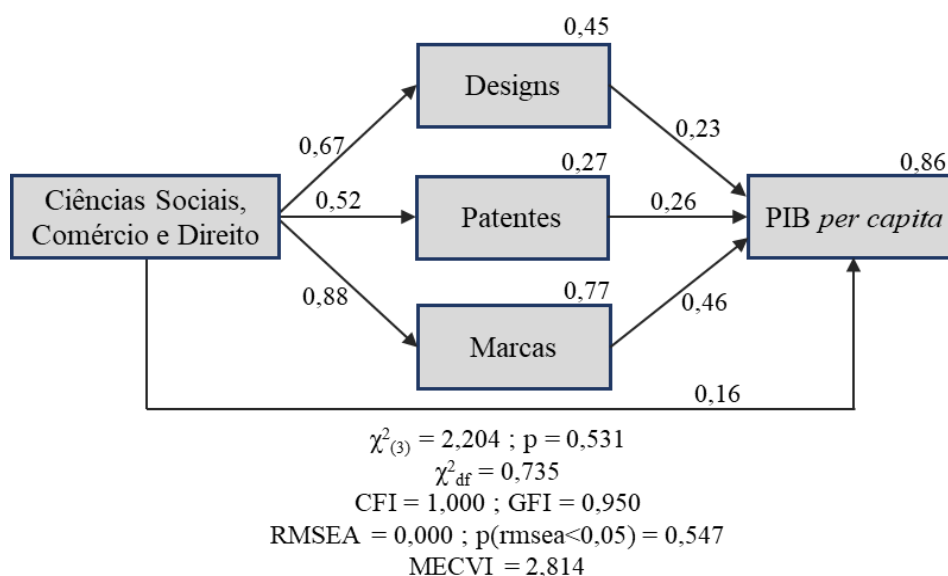 0,45
Designs
0,67
0,23
0,27
0,86
Ciências Sociais,
Comércio e Direito
0,52
Patentes
0,26
PIB per capita
0,88
0,77
0,46
Marcas
0,16
χ²(3) = 2,204 ; p = 0,531
χ²df = 0,735
CFI = 1,000 ; GFI = 0,950
RMSEA = 0,000 ; p(rmsea<0,05) = 0,547
MECVI = 2,814